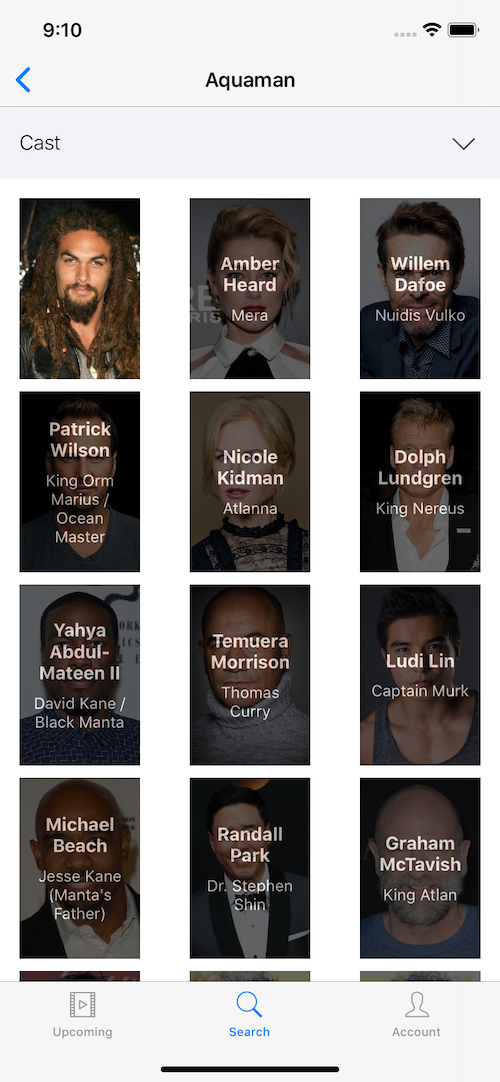 9:10
Aquaman
Cast
Amber
Heard
Mera
Willem
Dafoe
Nuidis Vulko
Patrick
Wilson
King Orm
Marius /
Ocean
Master
Nicole
Kidman
Atlanna
Dolph
Lundgren
King Nereus
Yahya
Abdul-
Mateen II
David Kane /
Black Manta
Temuera
Morrison
Thomas
Curry
Ludi Lin
Captain Murk
Michael
Beach
Jesse Kane
(Manta's
Father)
Randall
Park
Dr. Stephen
Shin
Graham
McTavish
King Atlan
Upcoming
Search
Account